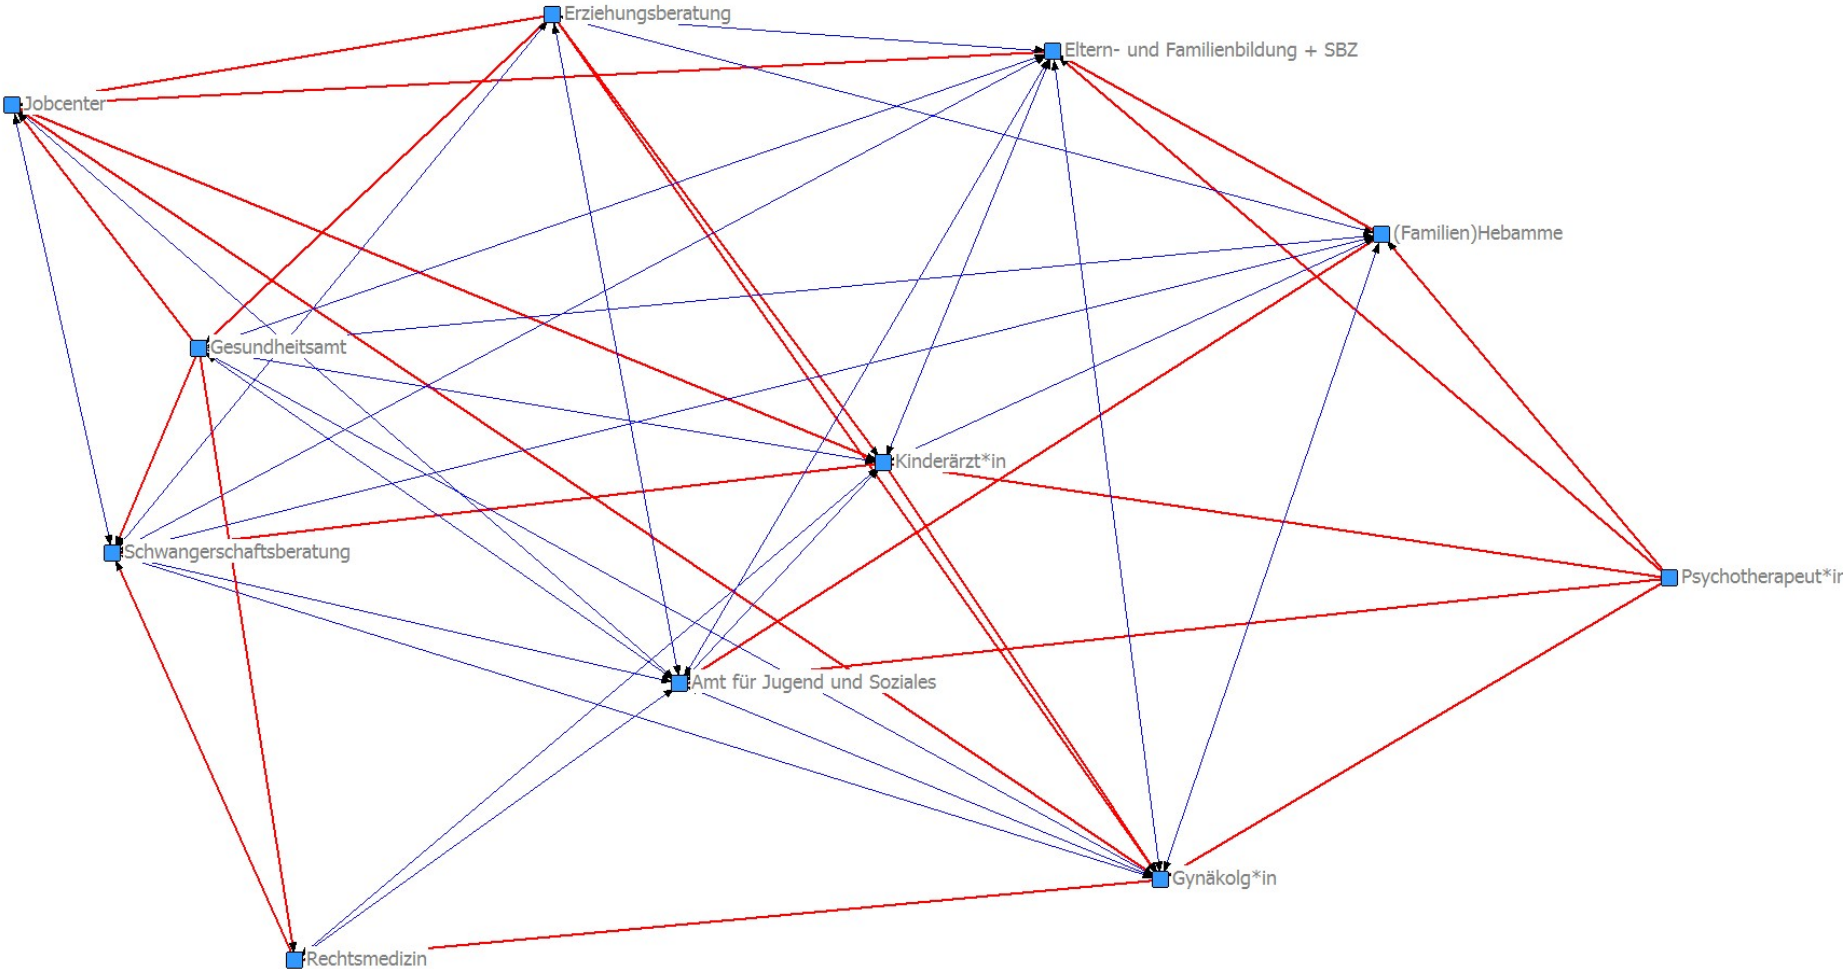 Erziehungsberatung
Eltern- und Familienbildung + SBZ
Jobcenter
(Familien)Hebamme
Gesundheitsamt
Kinderärzt*in
Schwangerschaftsberatung
Psychotherapeut*in
Amt für Jugend und Soziales
Gynäkolg*in
Rechtsmedizin